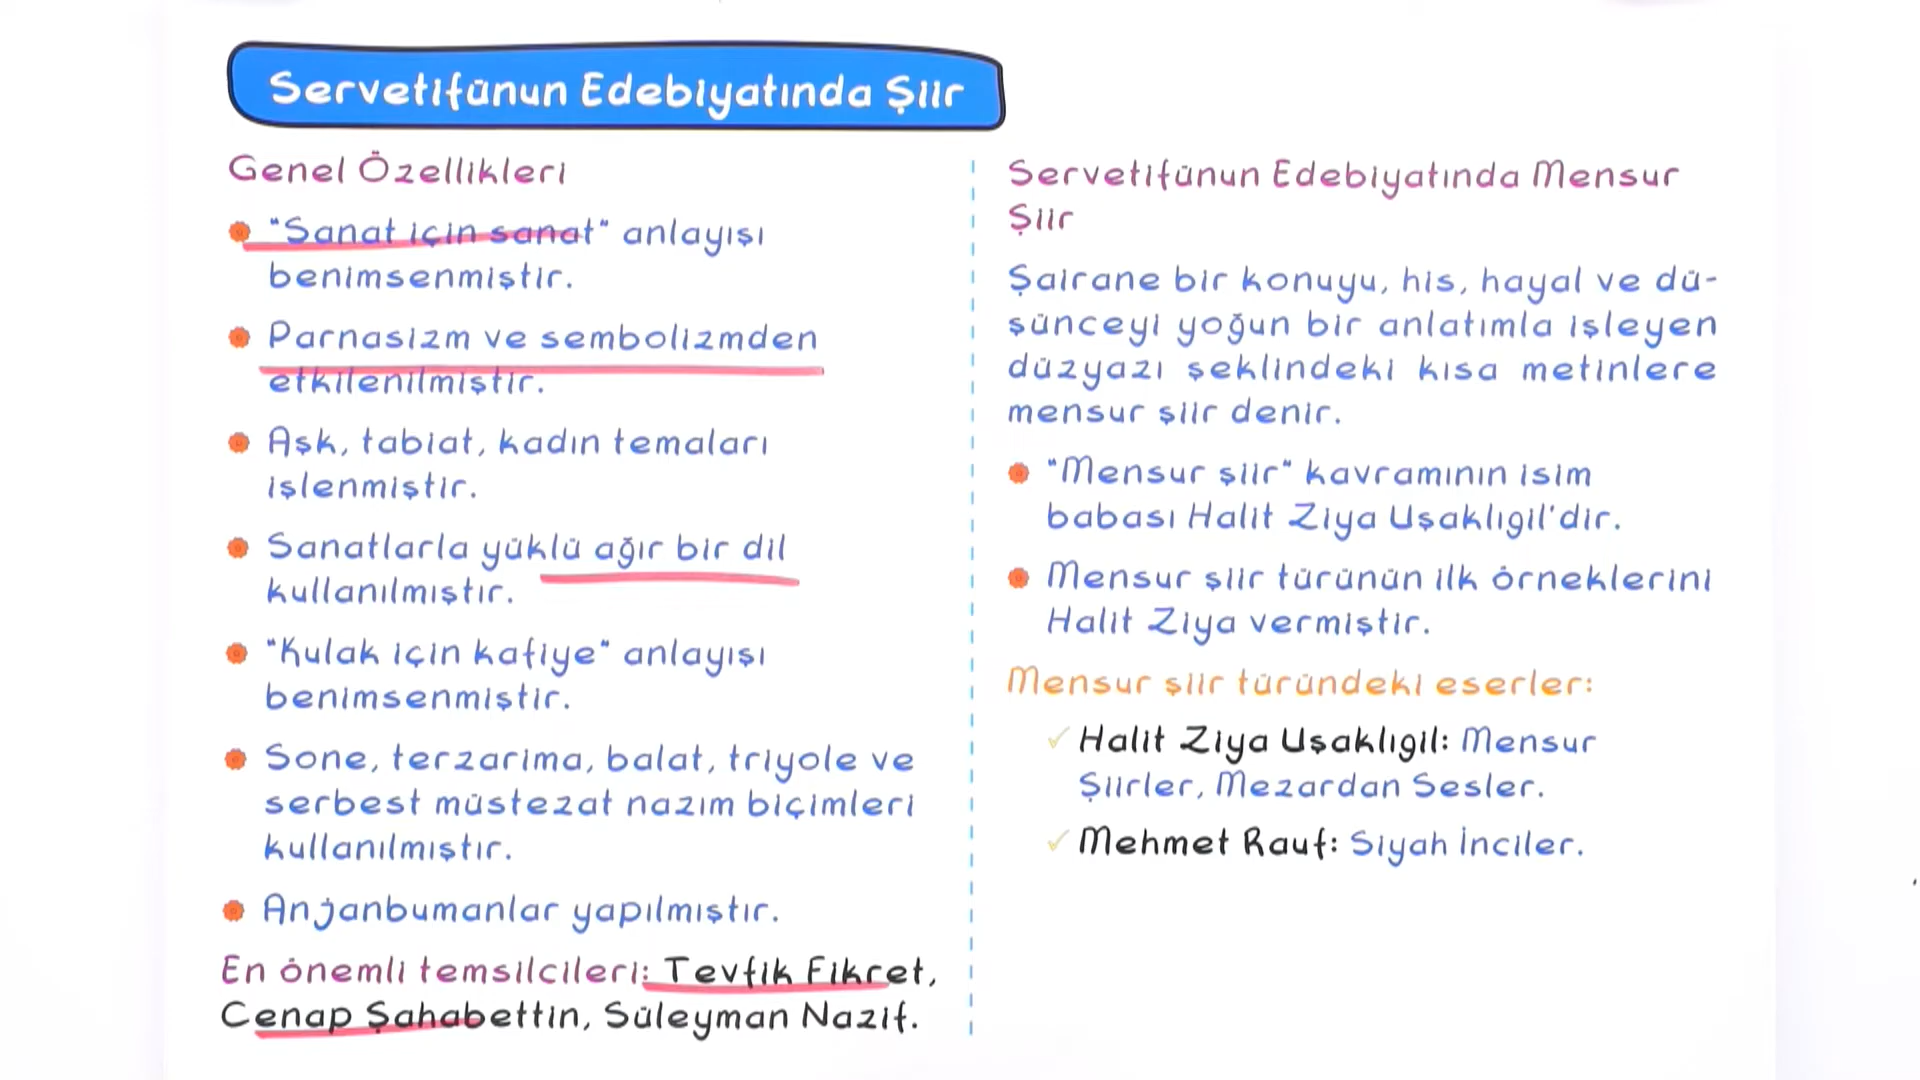 Servetifünun Edebiyatında Şiir
Genel Özellikleri
"Sanat için sanat" anlayışı
benimsenmiştir.
Parnasizm ve sembolizmden
etkilenilmiştir.
Aşk, tabiat, kadın temaları
işlenmiştir.
Sanatlarla yüklü ağır bir dil
kullanılmıştır.
"Kulak için kafiye" anlayışı
benimsenmiştir.
Sone, terzarima, balat, triyole ve
serbest müstezat nazım biçimleri
kullanılmıştır.
Anjanbumanlar yapılmıştır.
En önemli temsilcileri: Tevfik Fikret,
Cenap Şahabettin, Süleyman Nazif.
Servetifünun Edebiyatında Mensur
Şiir
Şairane bir konuyu, his, hayal ve dü-
şünceyi yoğun bir anlatımla işleyen
düzyazı şeklindeki kısa metinlere
mensur şiir denir.
"Mensur şiir" kavramının isim
babası Halit Ziya Uşaklıgil'dir.
Mensur şiir türünün ilk örneklerini
Halit Ziya vermiştir.
Mensur şiir türündeki eserler:
Halit Ziya Uşaklıgil: Mensur
Şiirler, Mezardan Sesler.
Mehmet Rauf: Siyah İnciler.